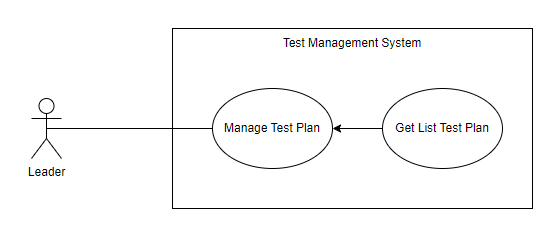 Test Management System
Manage Test Plan
Get List Test Plan
Leader